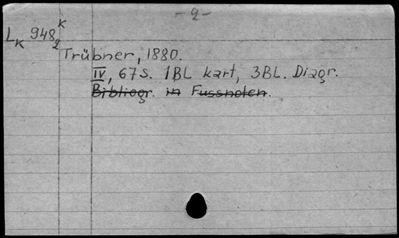 - 2 -
LK 948 K/2
Trübner, 1880.
IV, 67 S. 1 BL kart, 3 BL. Diagr.
Bibliogr. in Fussnoten.